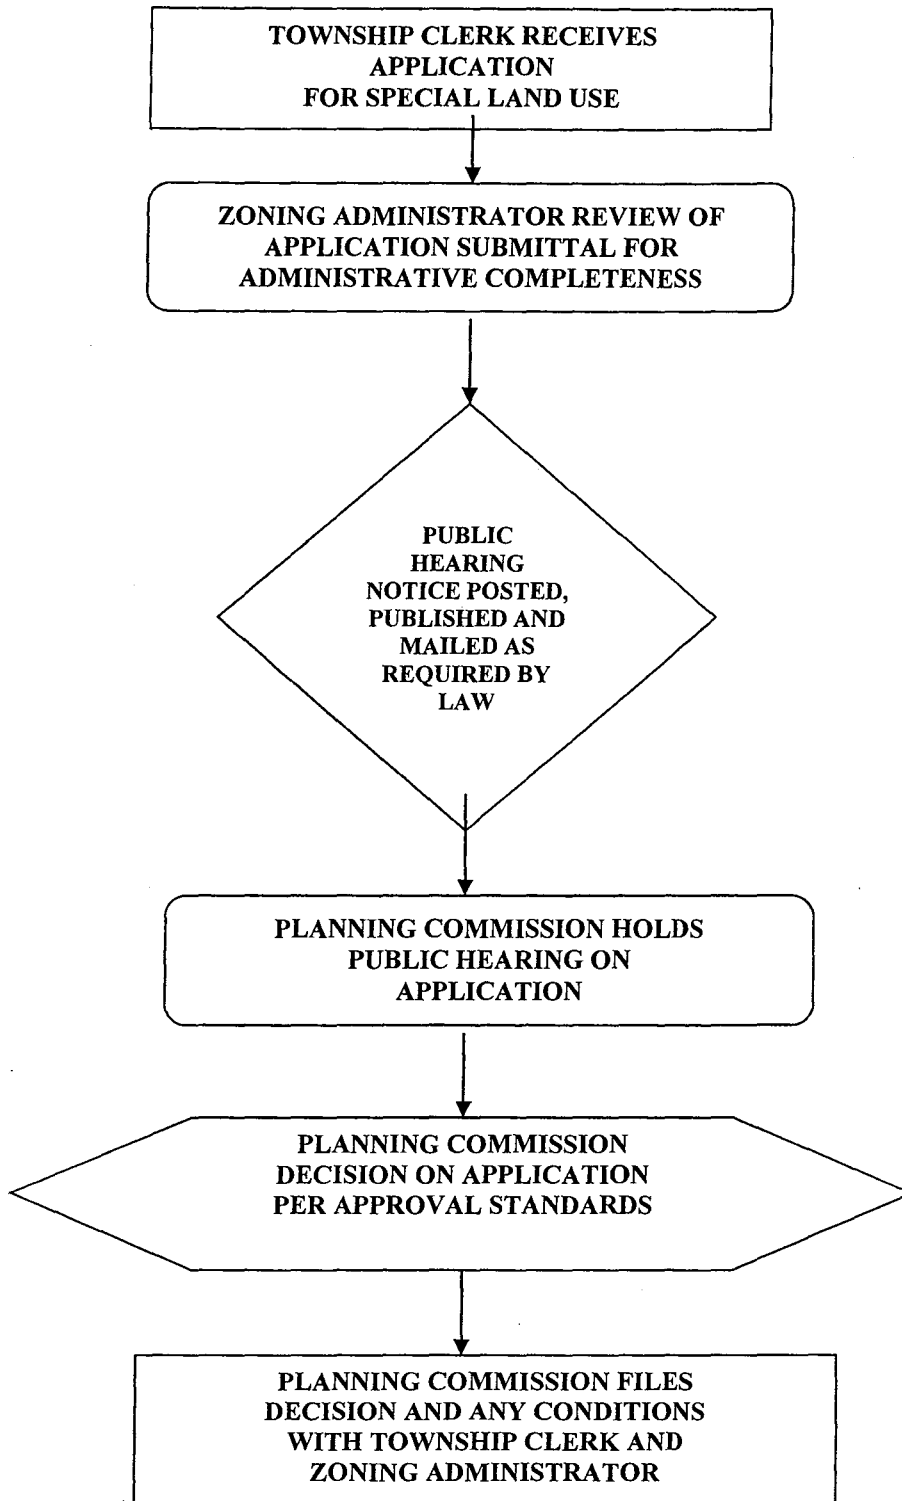 TOWNSHIP CLERK RECEIVES
APPLICATION
FOR SPECIAL LAND USE
ZONING ADMINISTRATOR REVIEW OF
APPLICATION SUBMITTAL FOR
ADMINISTRATIVE COMPLETENESS
PUBLIC
HEARING
NOTICE POSTED,
PUBLISHED AND
MAILED AS
REQUIRED BY
LAW
PLANNING COMMISSION HOLDS
PUBLIC HEARING ON
APPLICATION
PLANNING COMMISSION
DECISION ON APPLICATION
PER APPROVAL STANDARDS
PLANNING COMMISSION FILES
DECISION AND ANY CONDITIONS
WITH TOWNSHIP CLERK AND
ZONING ADMINISTRATOR